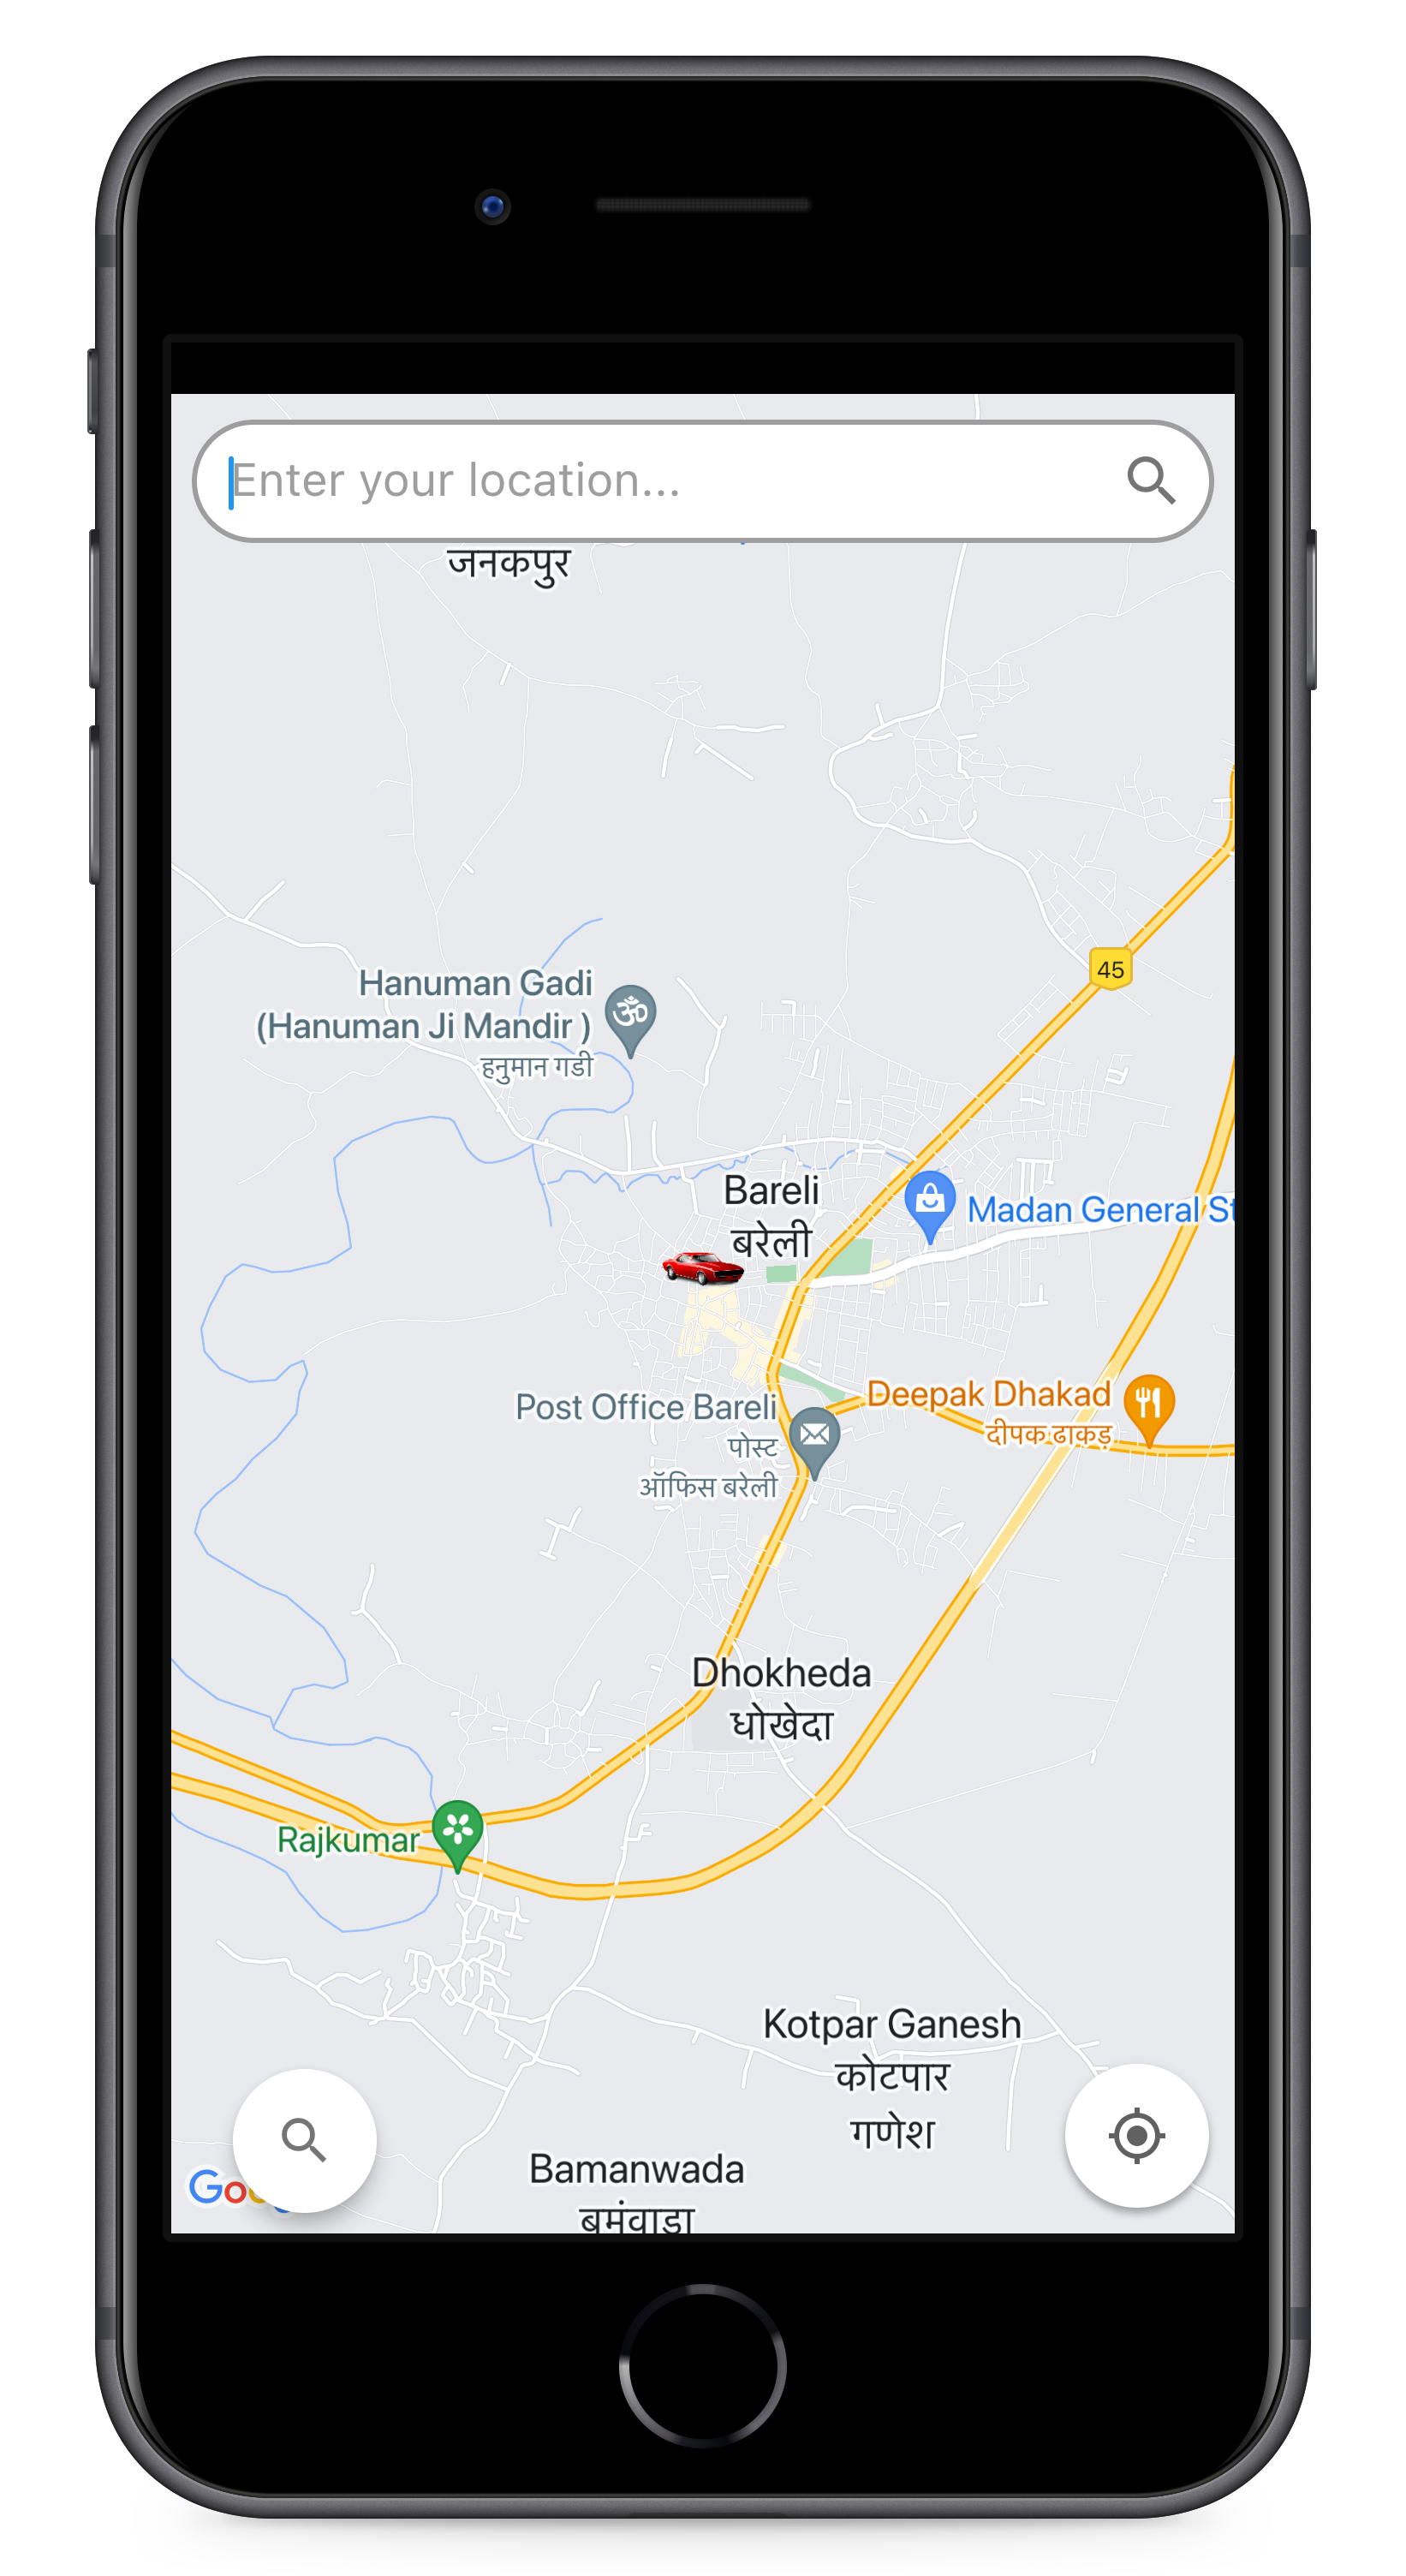 Enter your location...
जनकपुर
45
Hanuman Gadi
(Hanuman Ji Mandir )
हनुमान गडी
ॐ
Bareli
बरेली
Madan General St
Deepak Dhakad
दीपक ढाकड़
Post Office Bareli
पोस्ट
ऑफिस बरेली
Dhokheda
धोखेदा
Rajkumar
Kotpar Ganesh
कोटपार
गणेश
Bamanwada
बमंवाडा